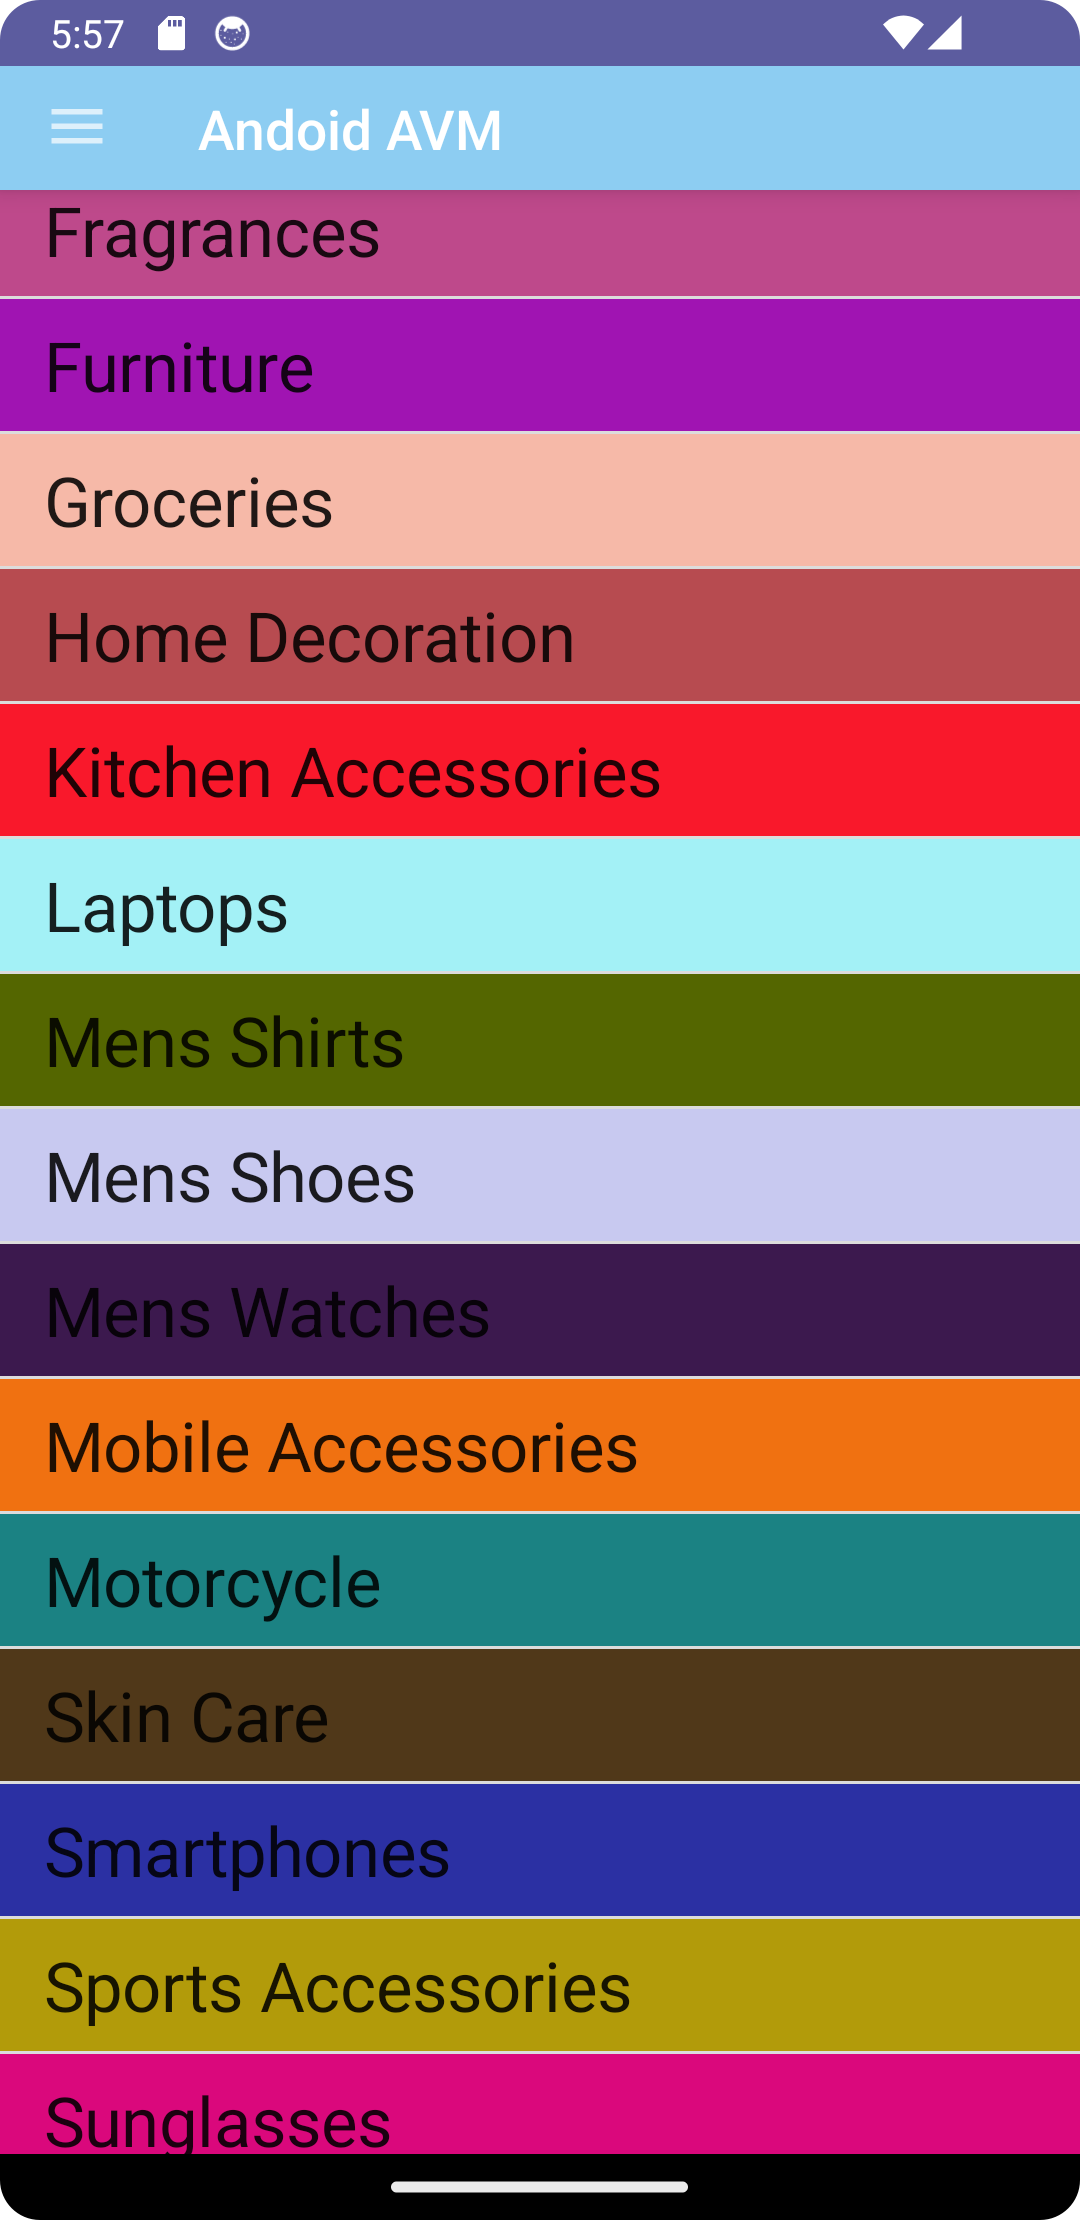 5:57
Andoid AVM
Fragrances
Furniture
Groceries
Home Decoration
Kitchen Accessories
Laptops
Mens Shirts
Mens Shoes
Mens Watches
Mobile Accessories
Motorcycle
Skin Care
Smartphones
Sports Accessories
Sunglasses